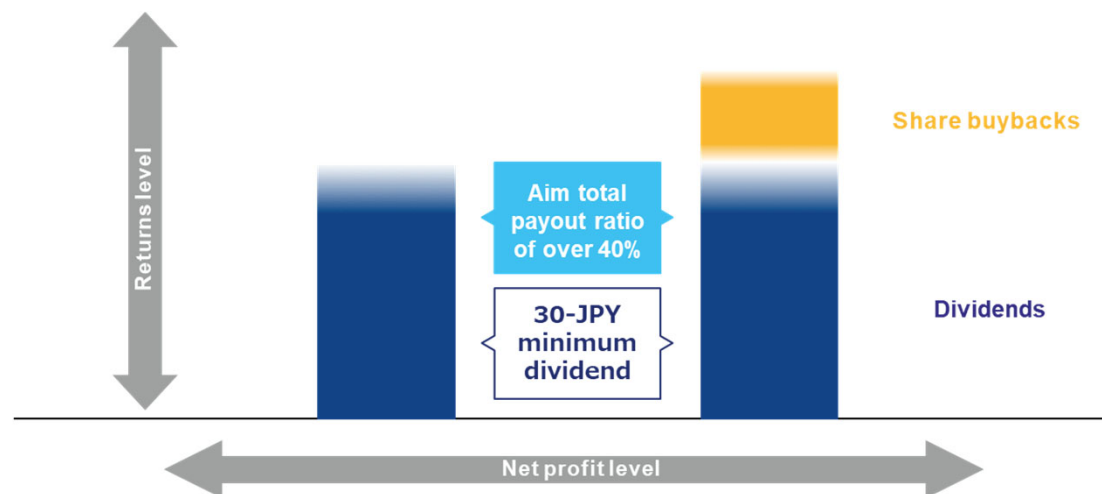 Returns level
Share buybacks
Aim total
payout ratio
of over 40%
30-JPY
minimum
dividend
Dividends
Net profit level